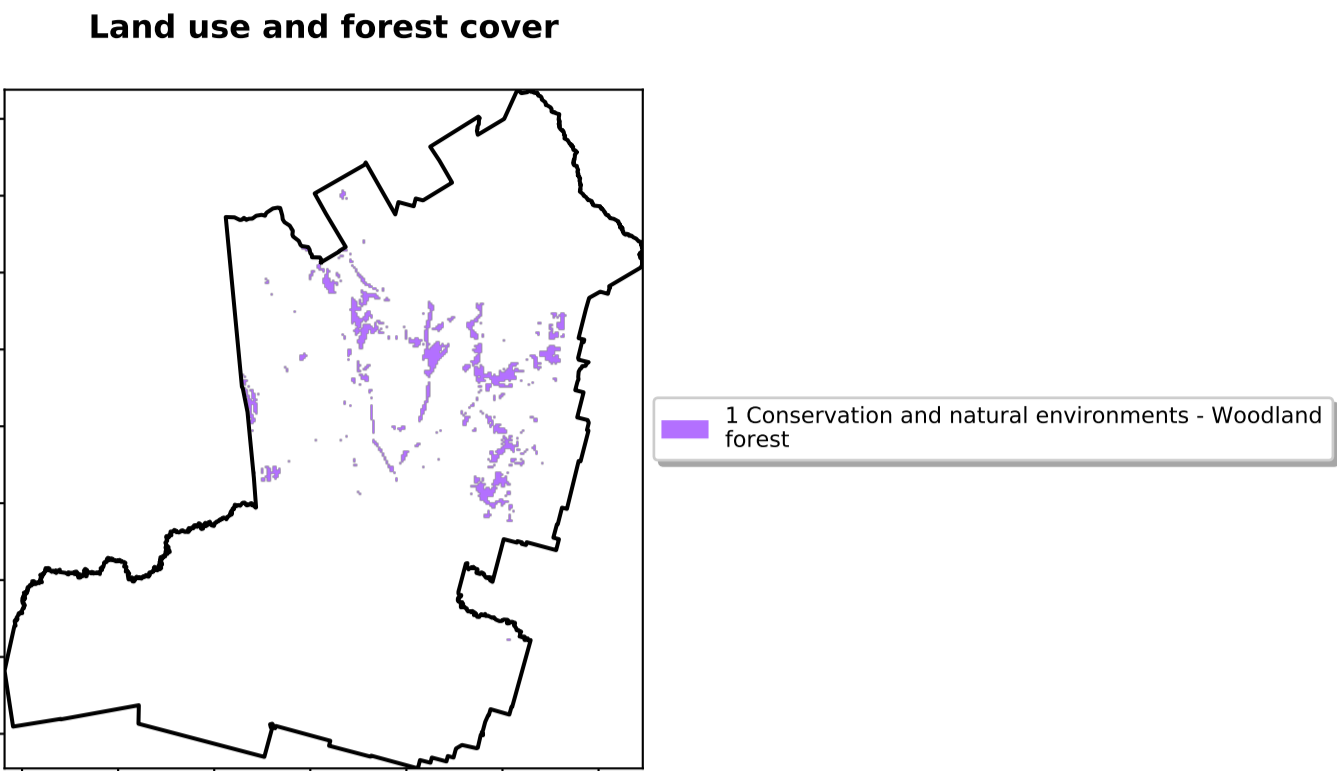 Land use and forest cover
1 Conservation and natural environments - Woodland
forest